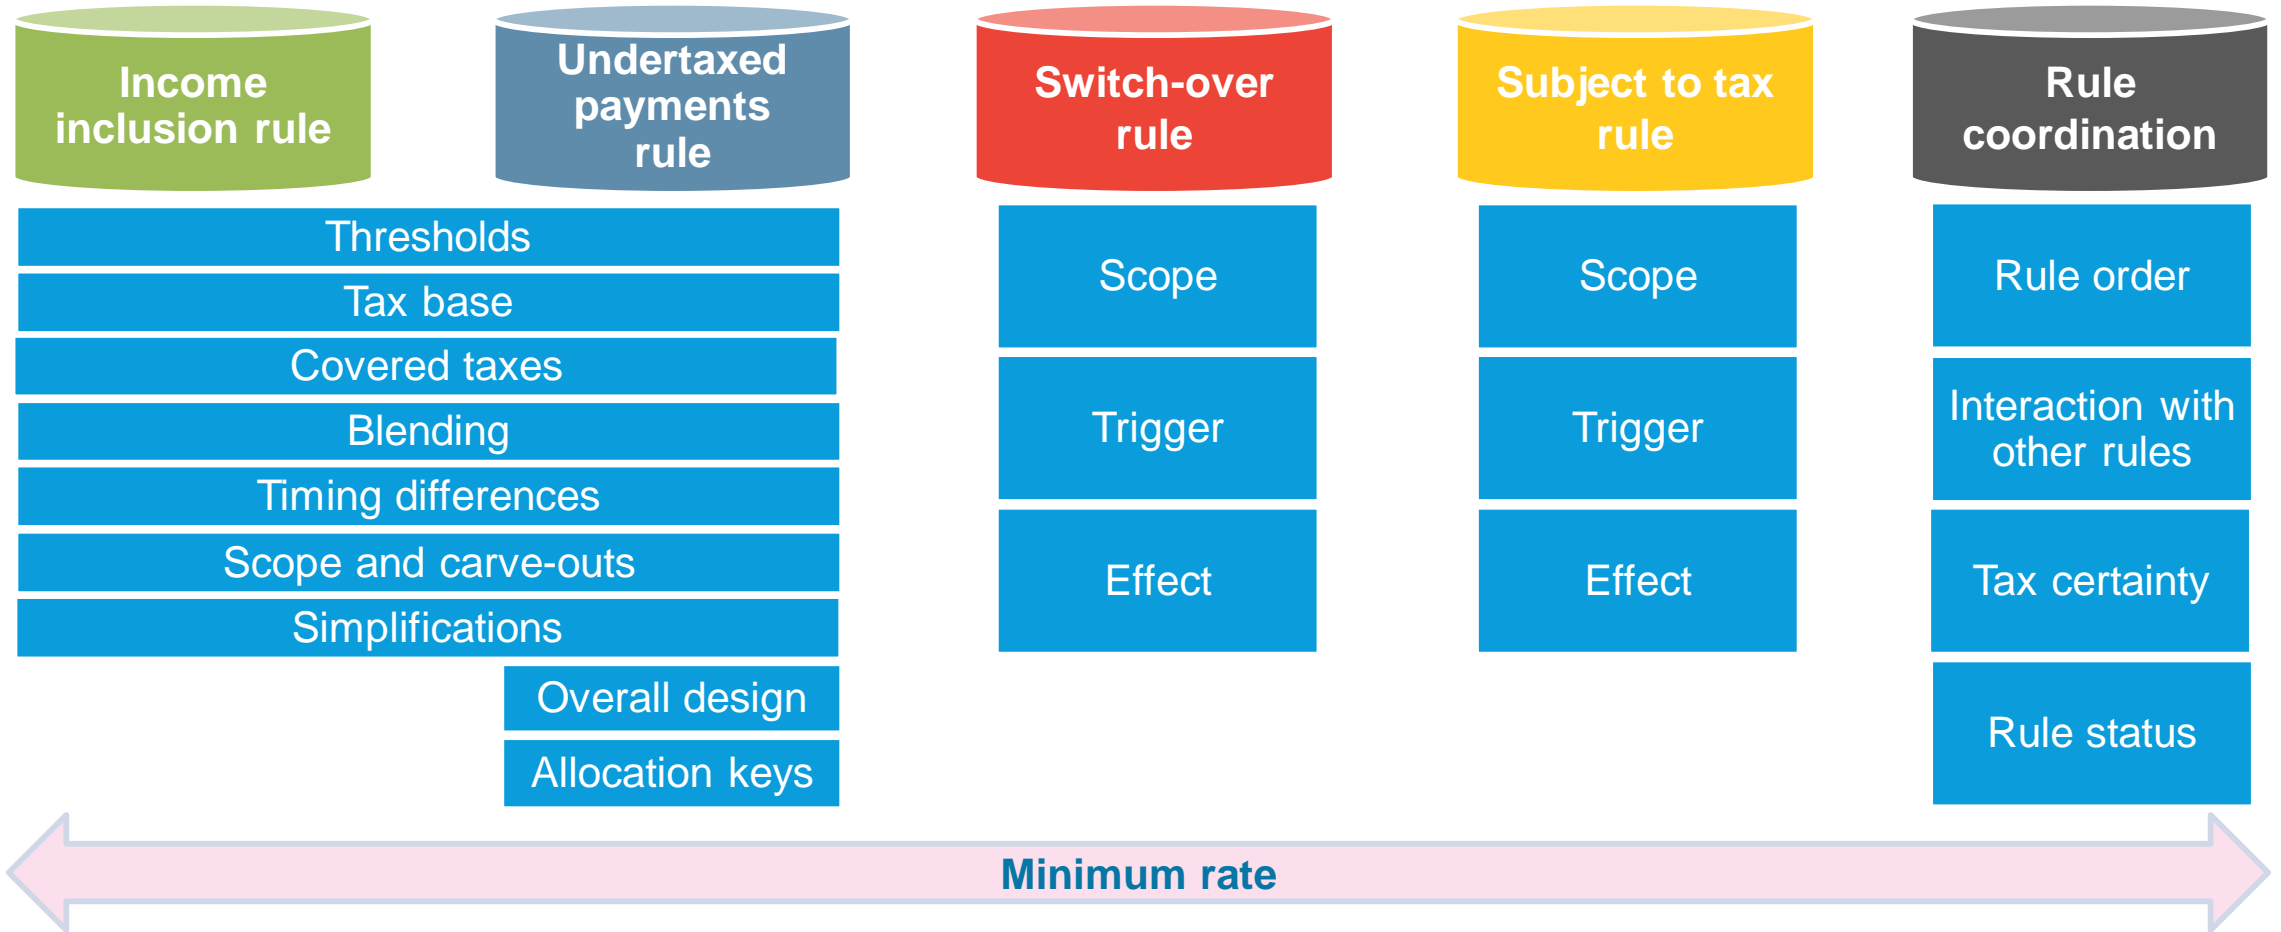 Income
inclusion rule
Undertaxed
payments
rule
Switch-over
rule
Subject to tax
rule
Rule
coordination
Thresholds
Tax base
Covered taxes
Blending
Timing differences
Scope and carve-outs
Simplifications
Overall design
Allocation keys
Scope
Trigger
Effect
Scope
Trigger
Effect
Rule order
Interaction with
other rules
Tax certainty
Rule status
Minimum rate